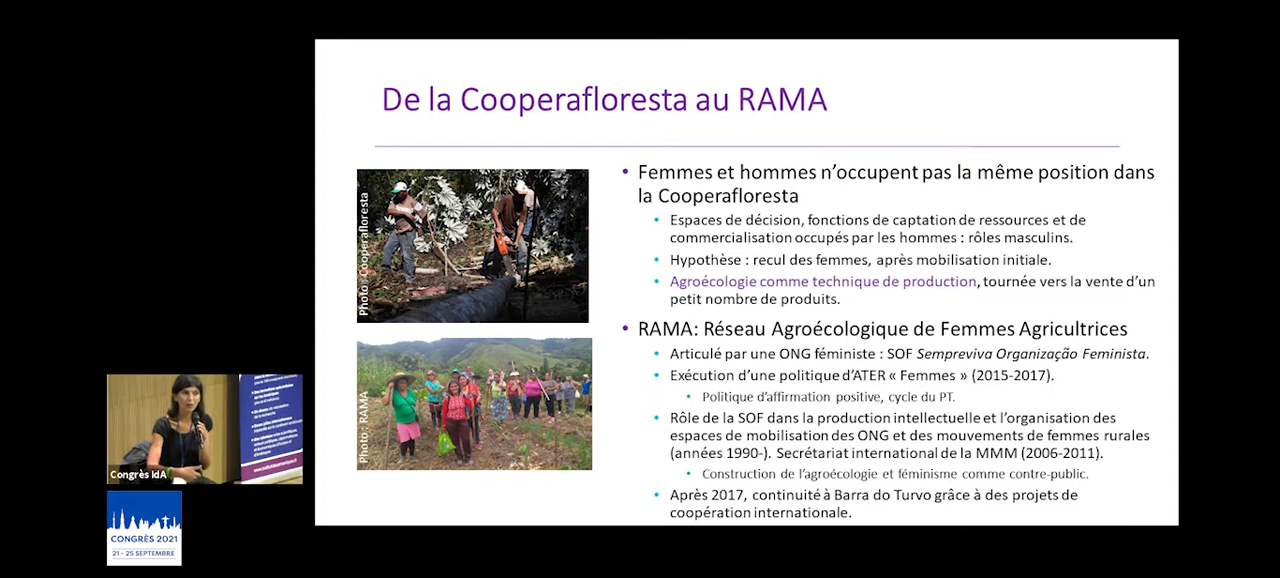 De la Cooperafloresta au RAMA
Photo : Cooperafloresta
Photo : RAMA
• Femmes et hommes n’occupent pas la même position dans
la Cooperafloresta
• Espaces de décision, fonctions de captation de ressources et de
commercialisation occupés par les hommes : rôles masculins.
• Hypothèse : recul des femmes, après mobilisation initiale.
• Agroécologie comme technique de production, tournée vers la vente d’un
petit nombre de produits.
• RAMA: Réseau Agroécologique de Femmes Agricultrices
• Articulé par une ONG féministe : SOF Sempreviva Organização Feminista.
• Exécution d’une politique d’ATER « Femmes » (2015-2017).
• Politique d’affirmation positive, cycle du PT.
• Rôle de la SOF dans la production intellectuelle et l’organisation des
espaces de mobilisation des ONG et des mouvements de femmes rurales
(années 1990-). Secrétariat international de la MMM (2006-2011).
• Construction de l’agroécologie et féminisme comme contre-public.
• Après 2017, continuité à Barra do Turvo grâce à des projets de
coopération internationale.
Congrès IdA
CONGRÈS 2021
21 - 25 SEPTEMBRE